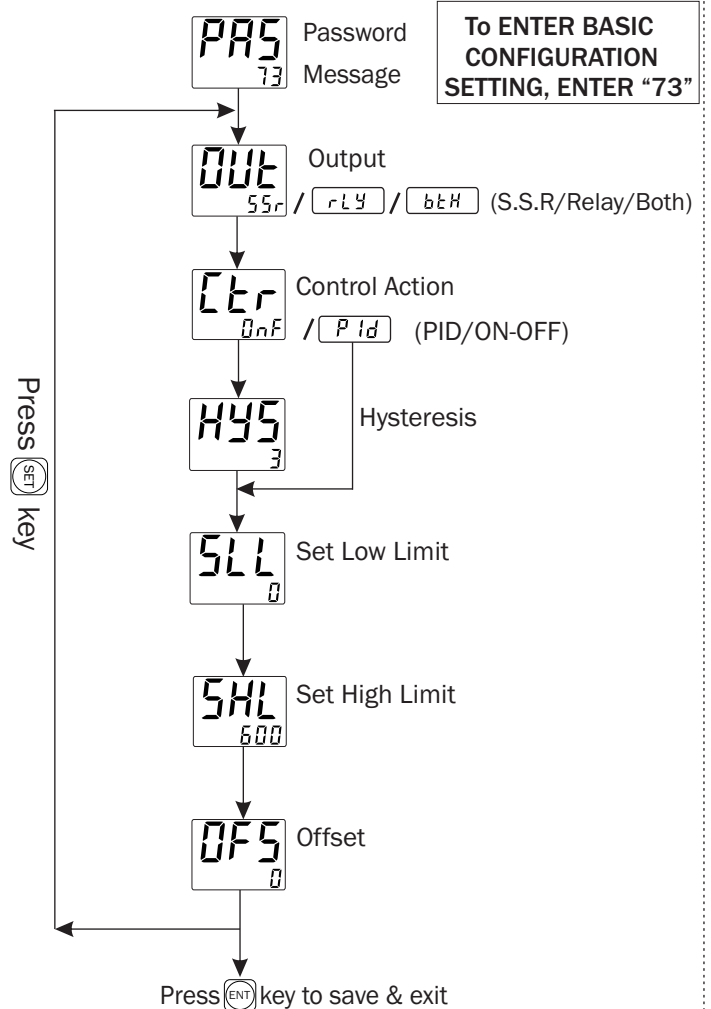 PAS Password
73 Message
To ENTER BASIC
CONFIGURATION
SETTING, ENTER “73”
OUt Output
SSr / rLY / btH (S.S.R/Relay/Both)
Ctr Control Action
OnF / PId (PID/ON-OFF)
HYS Hysteresis
3
Press SET key
SLL Set Low Limit
0
SHL Set High Limit
600
OFS Offset
0
Press ENT key to save & exit